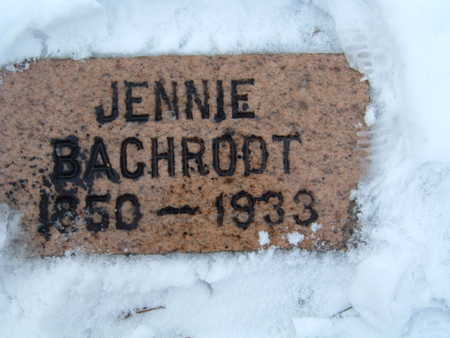 JENNIE
BACHRODT
1850 — 1933